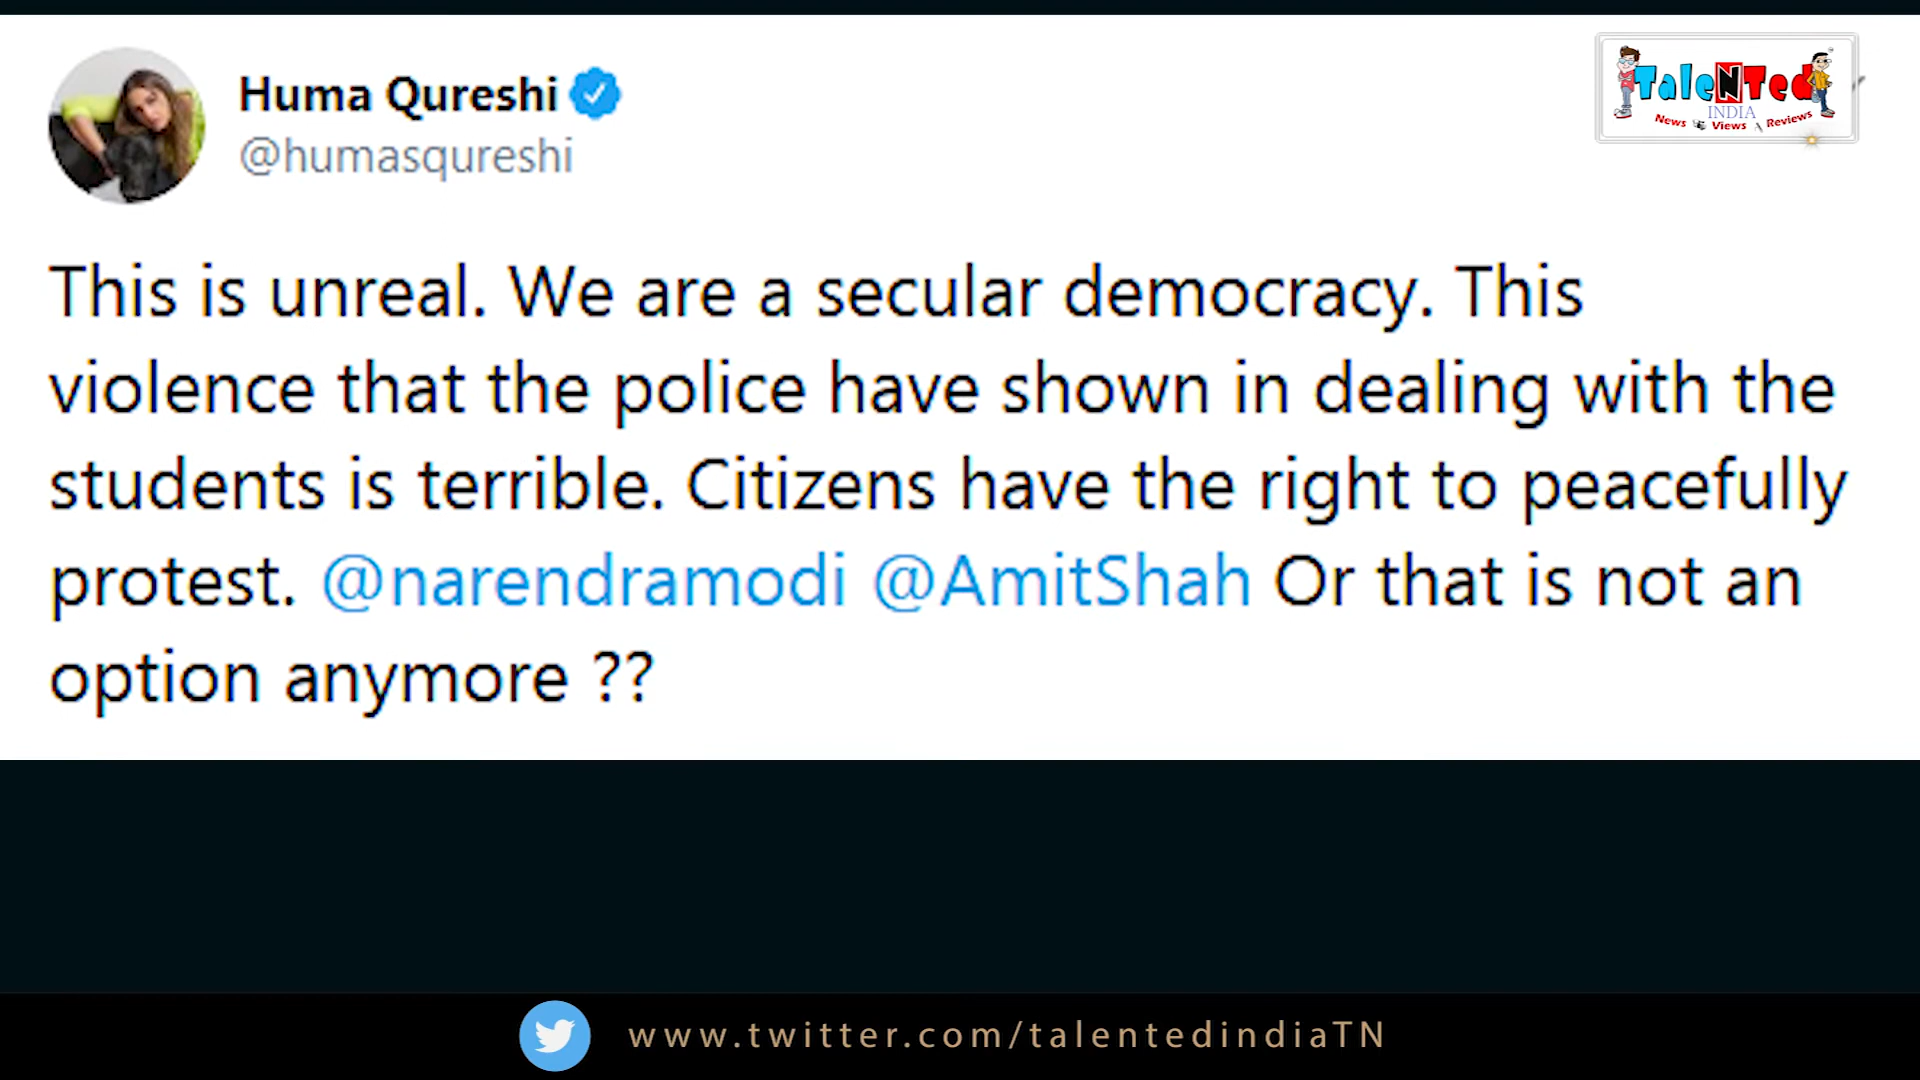 Huma Qureshi
@humasqureshi
TaleNTed
INDIA
News Views Reviews
This is unreal. We are a secular democracy. This
violence that the police have shown in dealing with the
students is terrible. Citizens have the right to peacefully
protest. @narendramodi @AmitShah Or that is not an
option anymore ??
www.twitter.com/talentedindiaTN